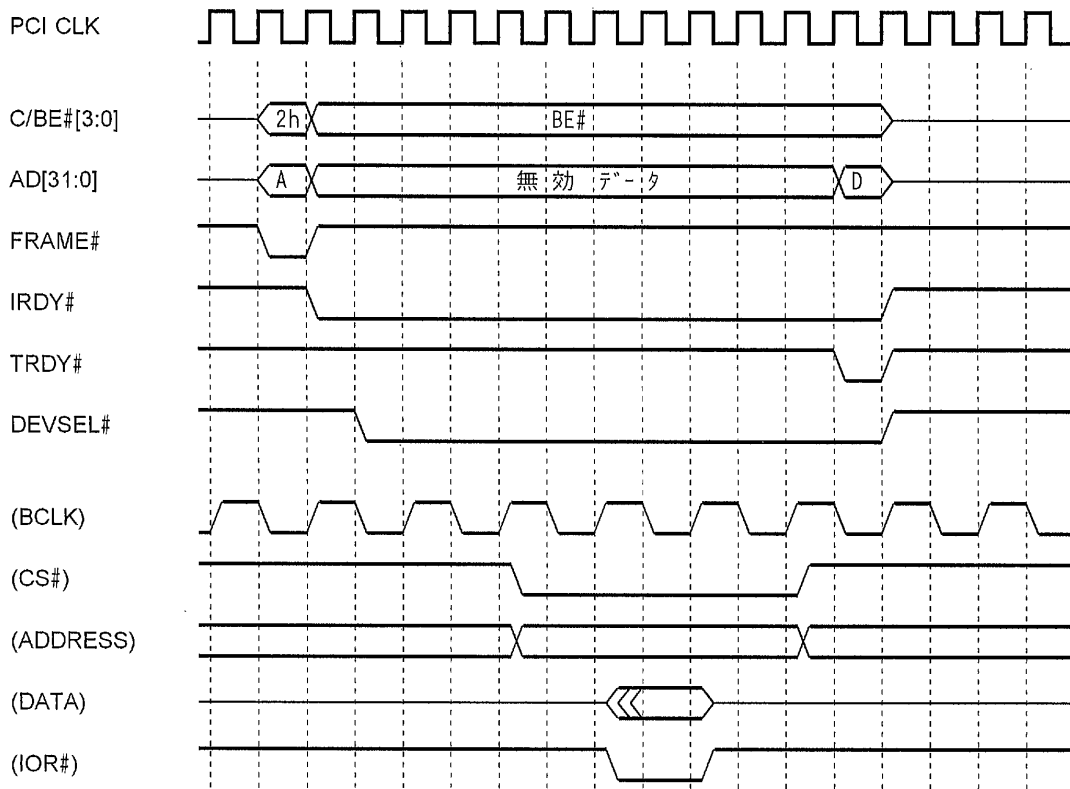 PCI CLK
C/BE#[3:0]
2h
BE#
AD[31:0]
A
無効データ
D
FRAME#
IRDY#
TRDY#
DEVSEL#
(BCLK)
(CS#)
(ADDRESS)
(DATA)
(IOR#)